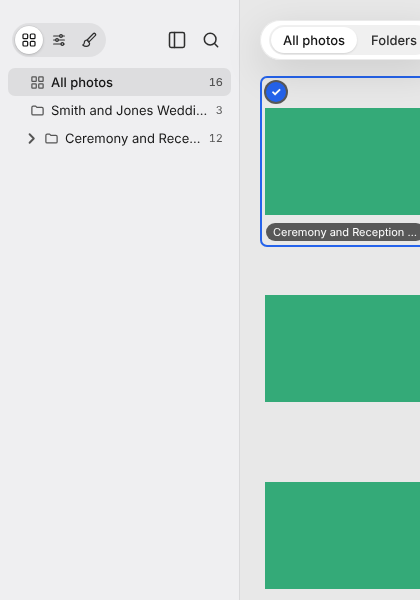 All photos 16
Smith and Jones Weddi... 3
Ceremony and Rece... 12
All photos Folders
Ceremony and Reception ...